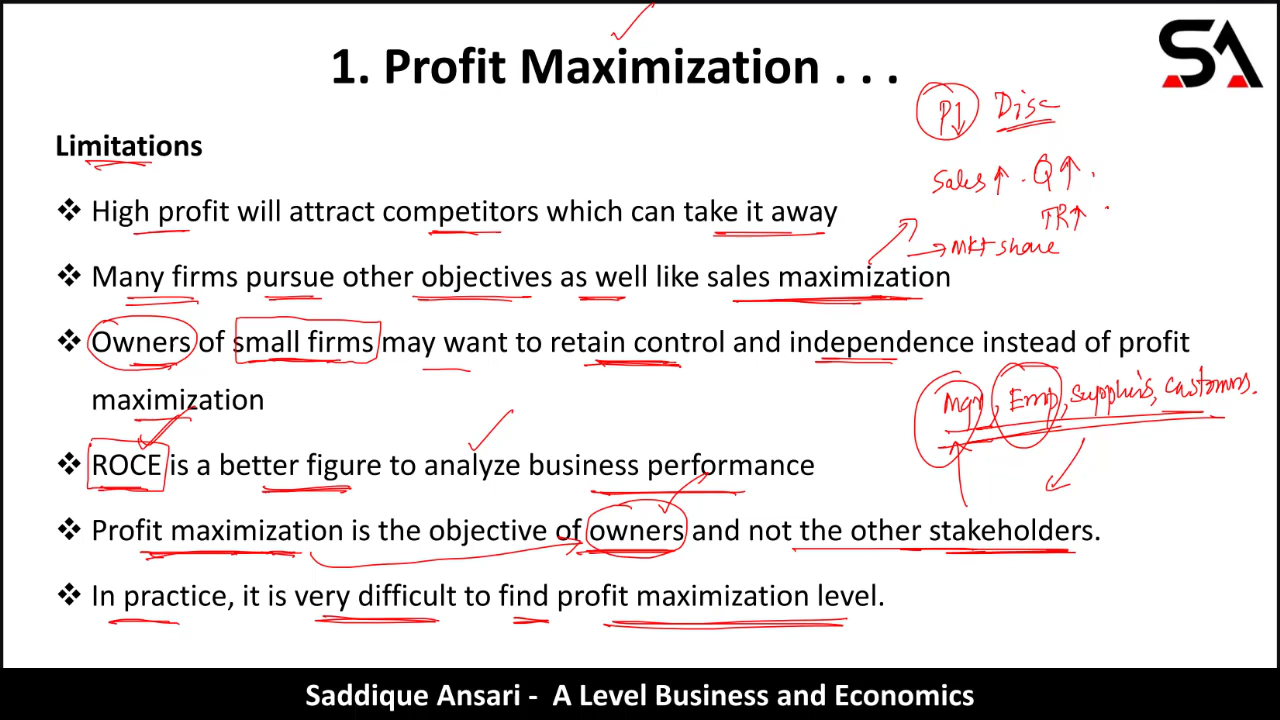 1. Profit Maximization . . .
SA
P↓ Disc
Limitations
Sales ↑ . Q ↑ .
❖ High profit will attract competitors which can take it away
TR ↑ .
→ MKT share
❖ Many firms pursue other objectives as well like sales maximization
❖ Owners of small firms may want to retain control and independence instead of profit
maximization
Mgr, Emp, suppliers, customers.
❖ ROCE is a better figure to analyze business performance
❖ Profit maximization is the objective of owners and not the other stakeholders.
❖ In practice, it is very difficult to find profit maximization level.
Saddique Ansari - A Level Business and Economics